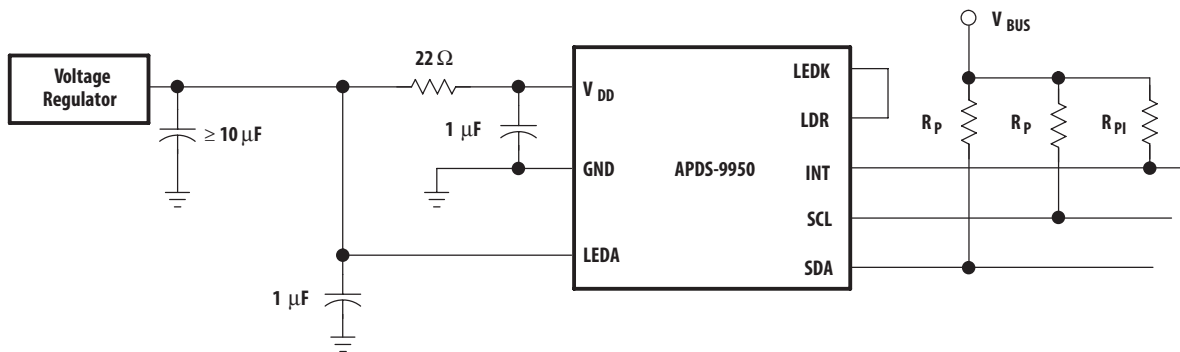 Voltage
Regulator
≥ 10 μF
22 Ω
1 μF
1 μF
V DD
GND
LEDA
APDS-9950
LEDK
LDR
INT
SCL
SDA
V BUS
R P
R P
R PI